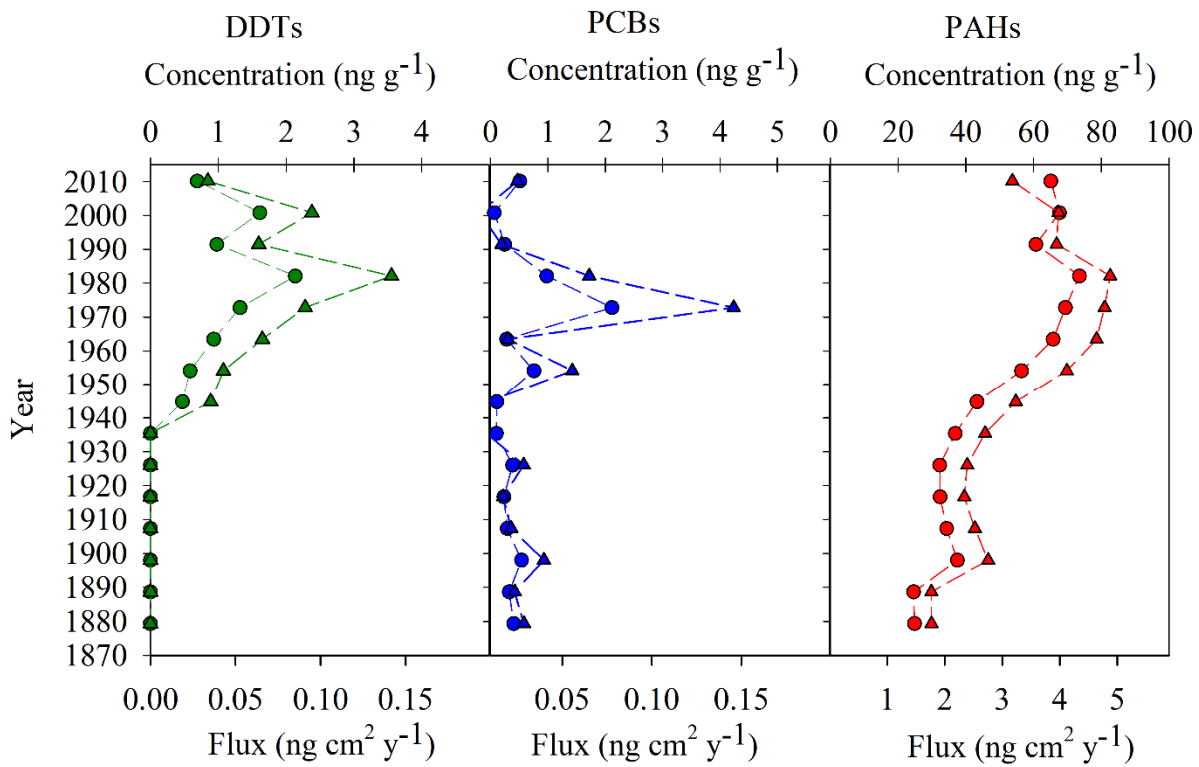 DDTs PCBs PAHs
Concentration (ng g-1) Concentration (ng g-1) Concentration (ng g-1)
0 1 2 3 4 0 1 2 3 4 5 0 20 40 60 80 100
2010
2000
1990
1980
1970
1960
1950
1940
1930
1920
1910
1900
1890
1880
1870
Year
0.00 0.05 0.10 0.15 0.05 0.10 0.15 1 2 3 4 5
Flux (ng cm2 y-1) Flux (ng cm2 y-1) Flux (ng cm2 y-1)